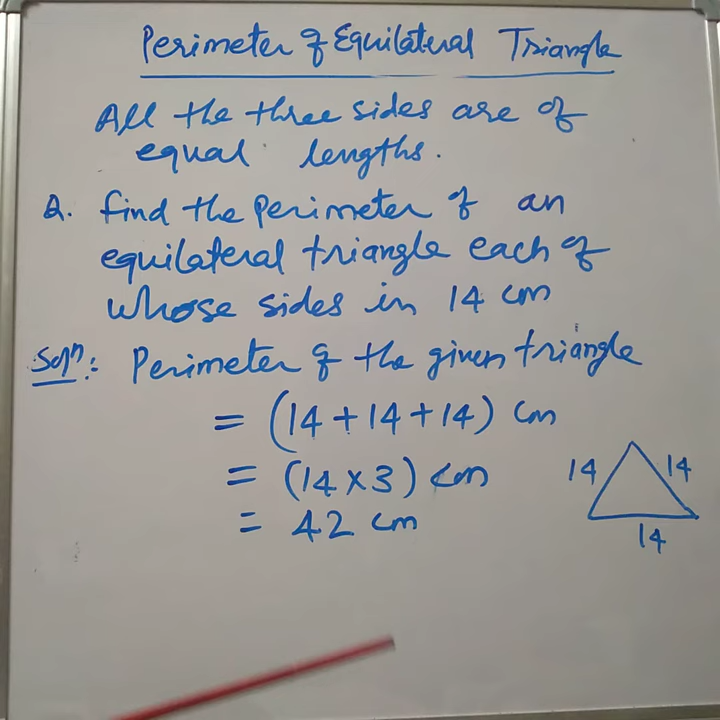 Perimeter of Equilateral Triangle
All the three sides are of
equal lengths.
Q. find the perimeter of an
equilateral triangle each of
whose sides in 14 cm
Solⁿ: Perimeter of the given triangle
= (14 + 14 + 14) cm
= (14 × 3) cm
= 42 cm
14 14
14